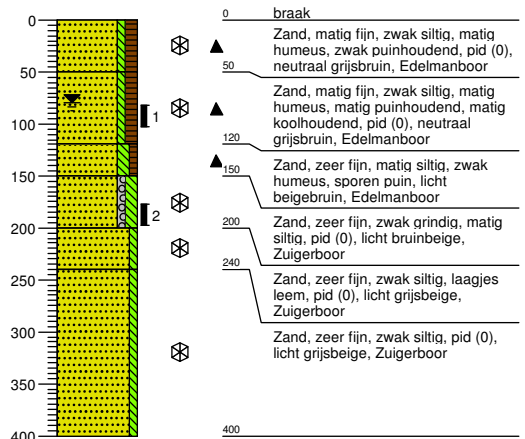 0
50
100
150
200
250
300
350
400
1
2
0
braak
Zand, matig fijn, zwak siltig, matig
humeus, zwak puinhoudend, pid (0),
neutraal grijsbruin, Edelmanboor
50
Zand, matig fijn, zwak siltig, matig
humeus, matig puinhoudend, matig
koolhoudend, pid (0), neutraal
grijsbruin, Edelmanboor
120
Zand, zeer fijn, matig siltig, zwak
humeus, sporen puin, licht
beigebruin, Edelmanboor
150
Zand, zeer fijn, zwak grindig, matig
siltig, pid (0), licht bruinbeige,
Zuigerboor
200
Zand, zeer fijn, zwak siltig, laagjes
leem, pid (0), licht grijsbeige,
Zuigerboor
240
Zand, zeer fijn, zwak siltig, pid (0),
licht grijsbeige, Zuigerboor
400